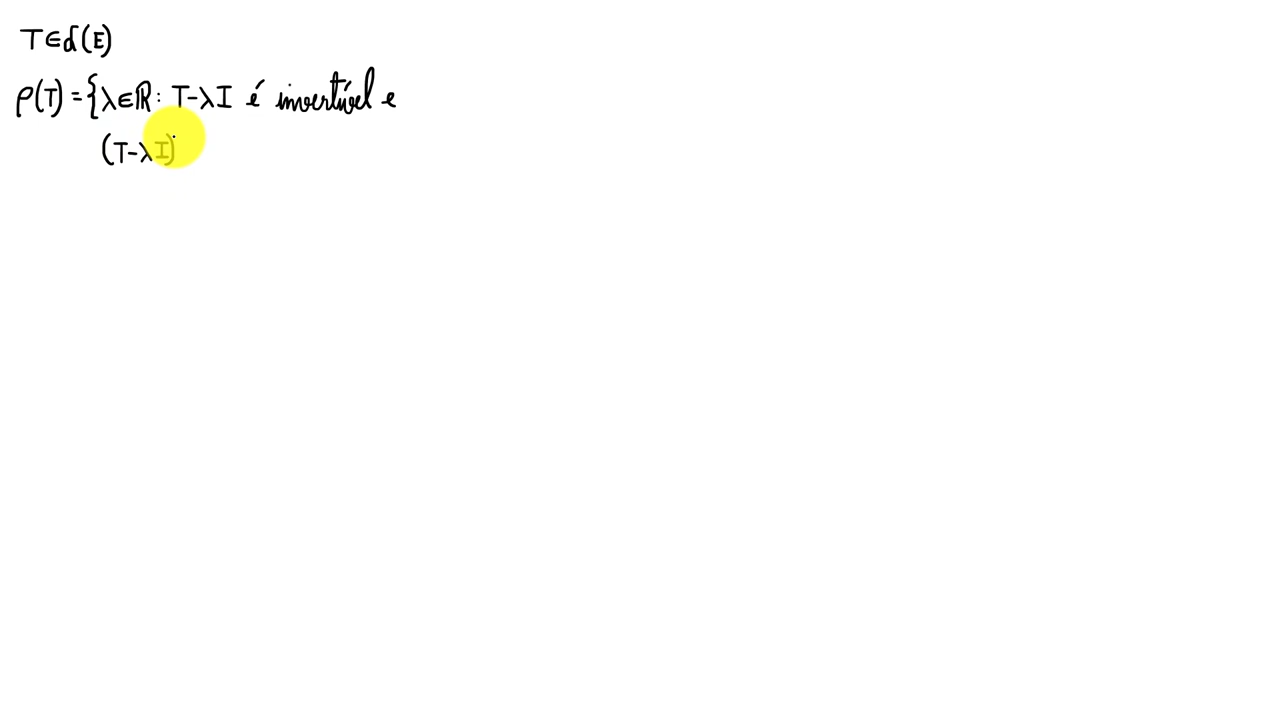 T∈ℒ(E)
ρ(T) = {λ∈ℝ: T-λI é invertível e
(T-λI)